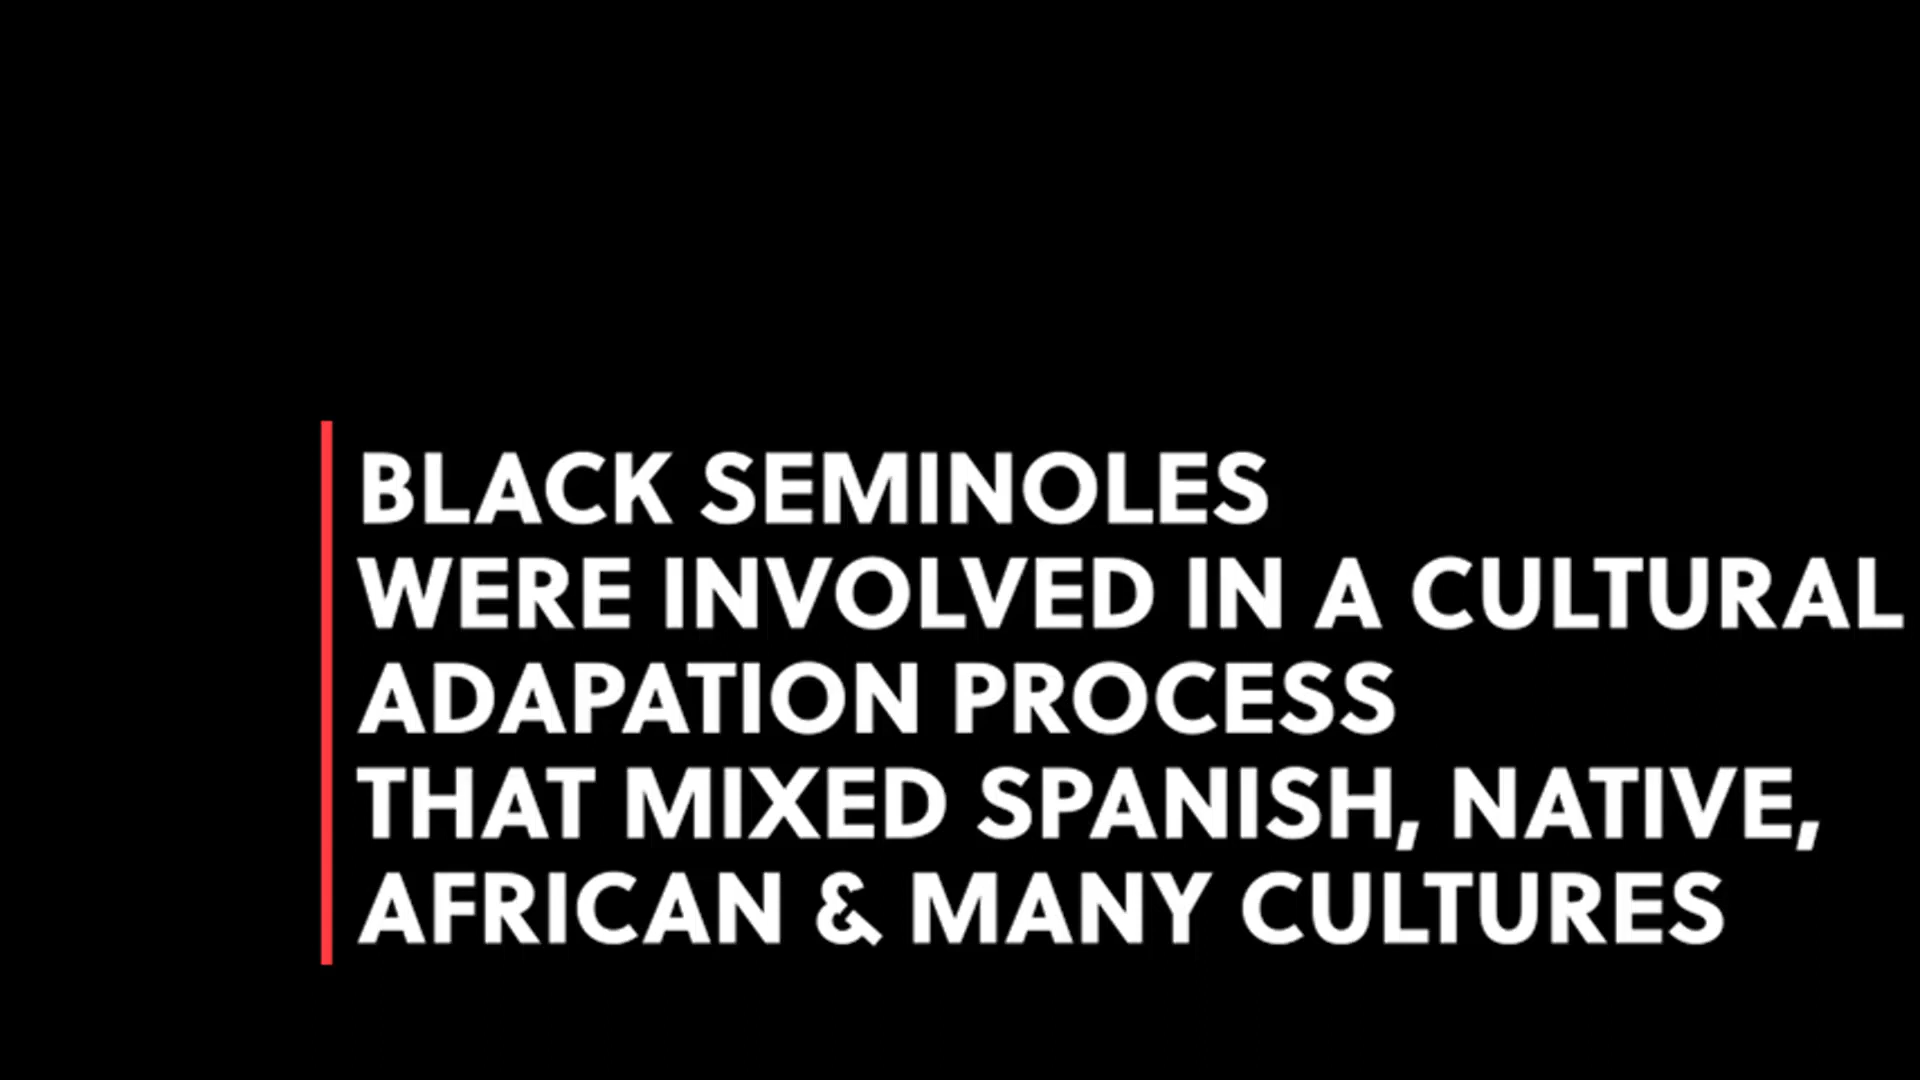 BLACK SEMINOLES
WERE INVOLVED IN A CULTURAL
ADAPATION PROCESS
THAT MIXED SPANISH, NATIVE,
AFRICAN & MANY CULTURES